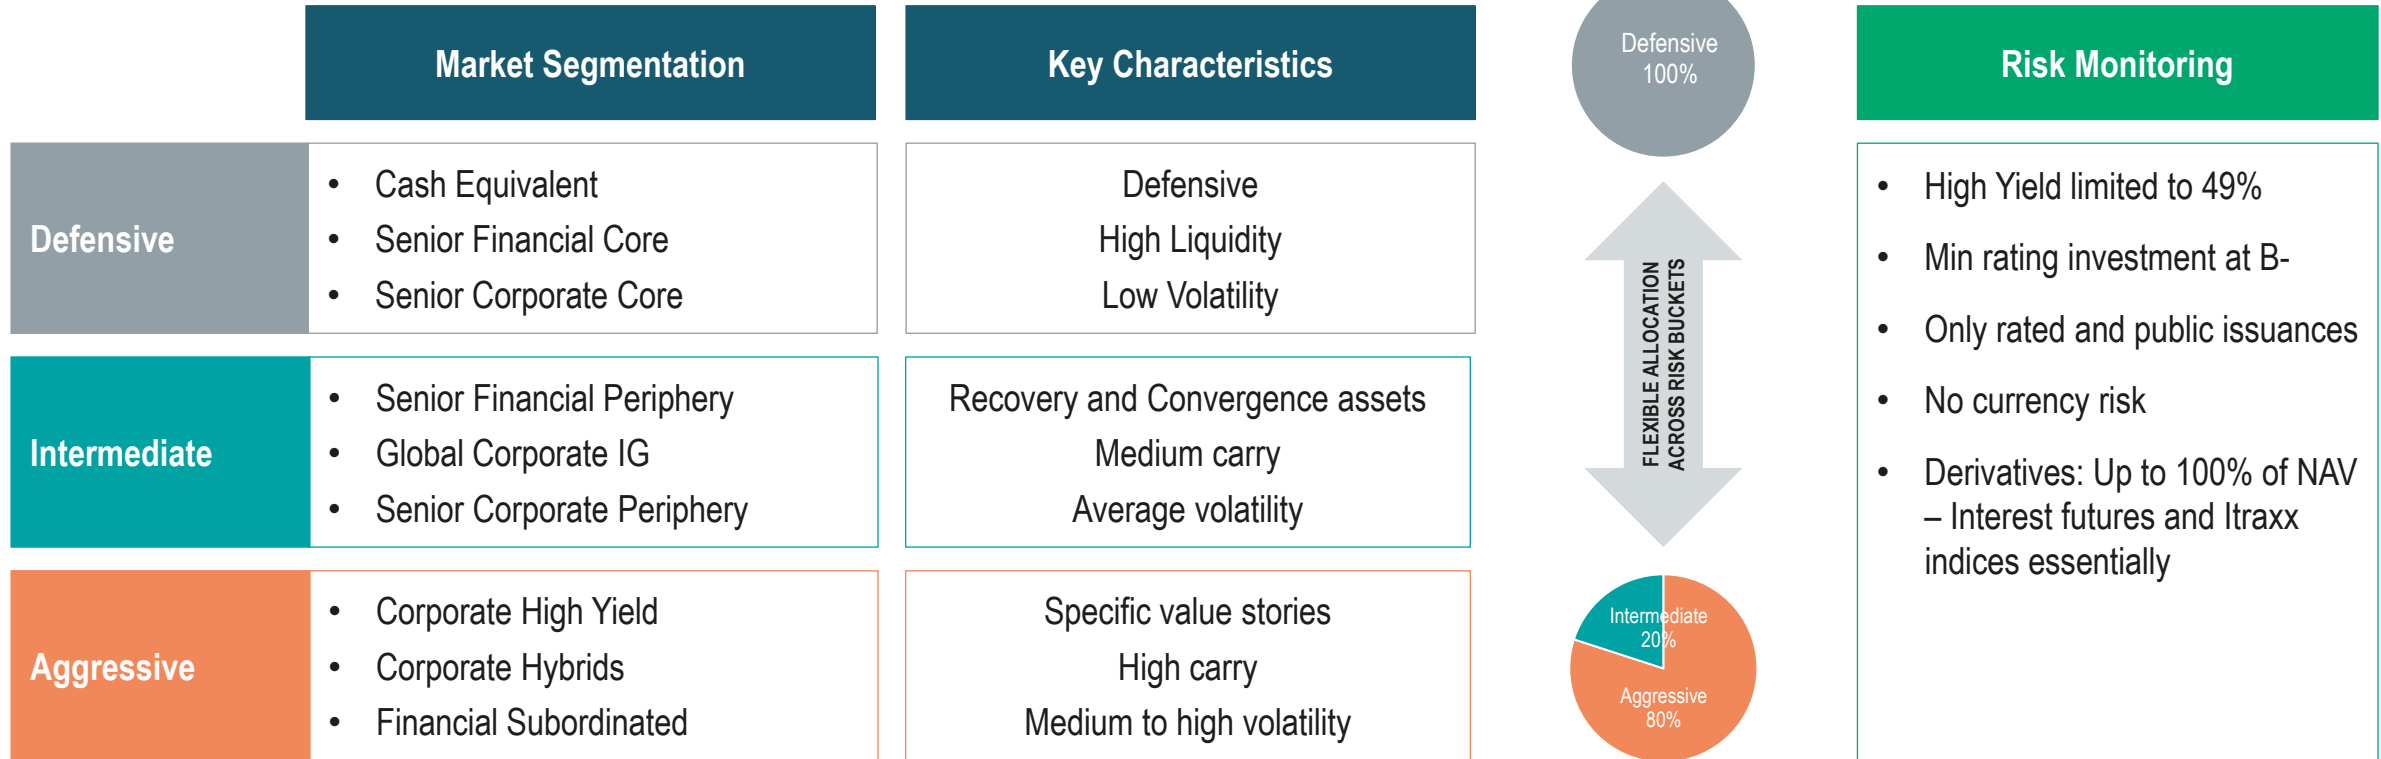 Market Segmentation
Key Characteristics
Defensive
100%
Risk Monitoring
Defensive
• Cash Equivalent
• Senior Financial Core
• Senior Corporate Core
Defensive
High Liquidity
Low Volatility
Intermediate
• Senior Financial Periphery
• Global Corporate IG
• Senior Corporate Periphery
Recovery and Convergence assets
Medium carry
Average volatility
Aggressive
• Corporate High Yield
• Corporate Hybrids
• Financial Subordinated
Specific value stories
High carry
Medium to high volatility
FLEXIBLE ALLOCATION
ACROSS RISK BUCKETS
Intermediate
20%
Aggressive
80%
• High Yield limited to 49%
• Min rating investment at B-
• Only rated and public issuances
• No currency risk
• Derivatives: Up to 100% of NAV
– Interest futures and Itraxx
indices essentially